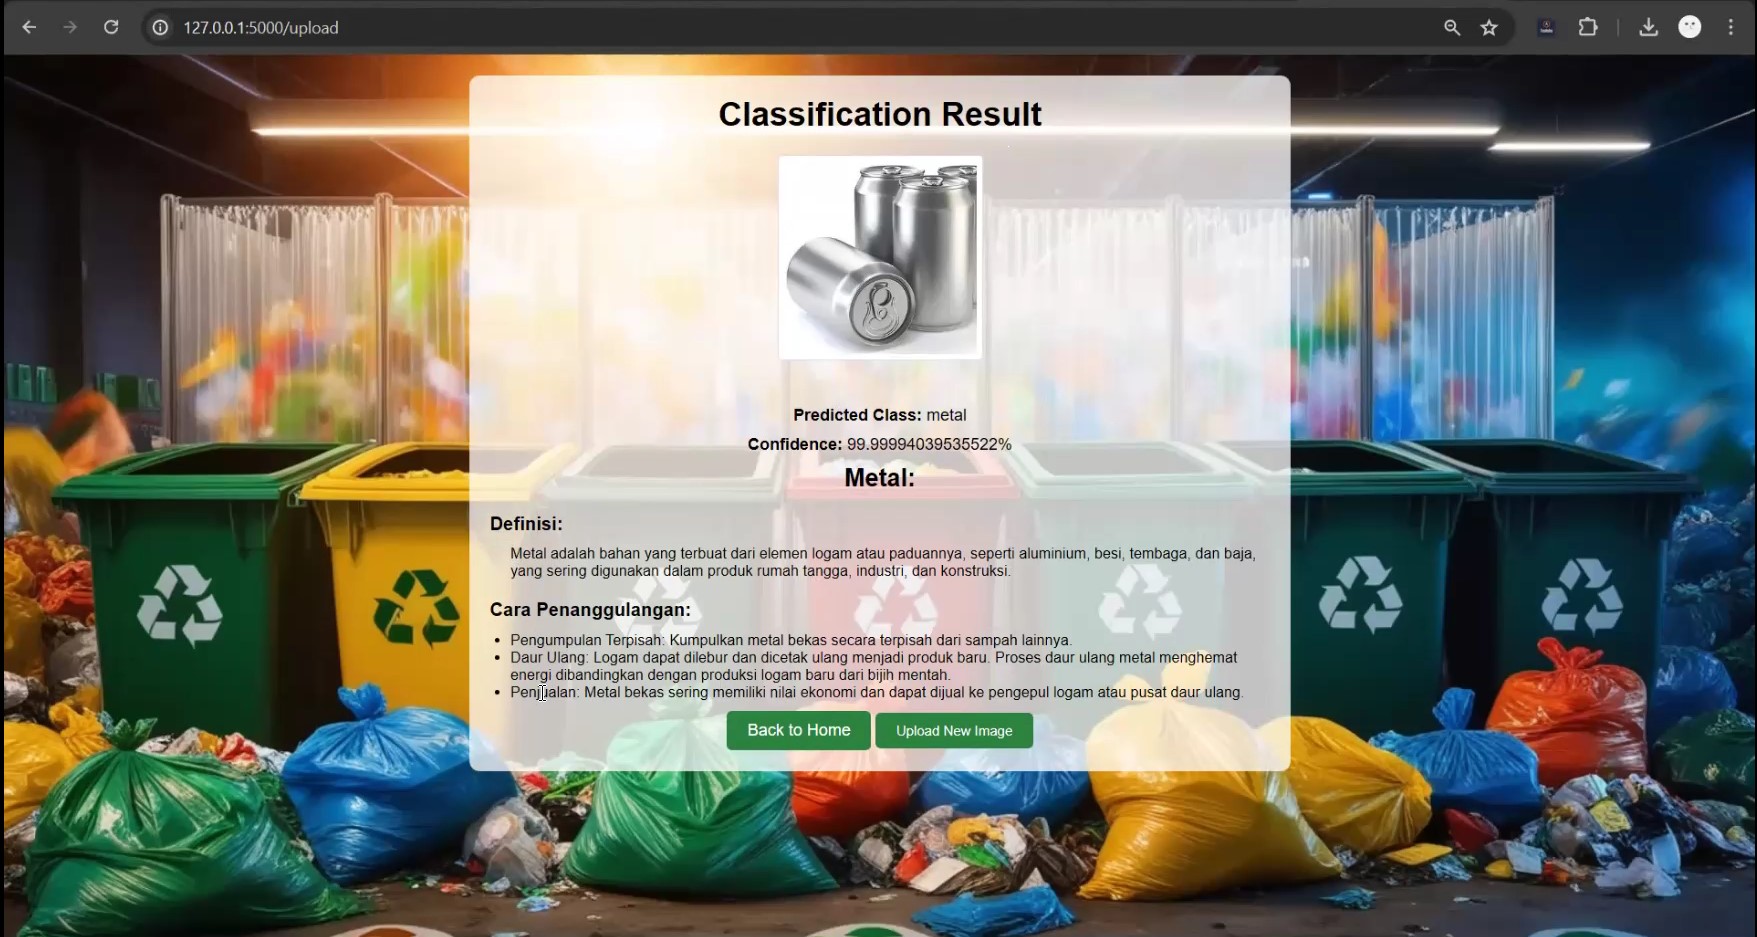 127.0.0.1:5000/upload
Classification Result
Predicted Class: metal
Confidence: 99.99994039535522%
Metal:
Definisi:
Metal adalah bahan yang terbuat dari elemen logam atau paduannya, seperti aluminium, besi, tembaga, dan baja,
yang sering digunakan dalam produk rumah tangga, industri, dan konstruksi.
Cara Penanggulangan:
• Pengumpulan Terpisah: Kumpulkan metal bekas secara terpisah dari sampah lainnya.
• Daur Ulang: Logam dapat dilebur dan dicetak ulang menjadi produk baru. Proses daur ulang metal menghemat
energi dibandingkan dengan produksi logam baru dari bijih mentah.
• Penjualan: Metal bekas sering memiliki nilai ekonomi dan dapat dijual ke pengepul logam atau pusat daur ulang.
Back to Home
Upload New Image